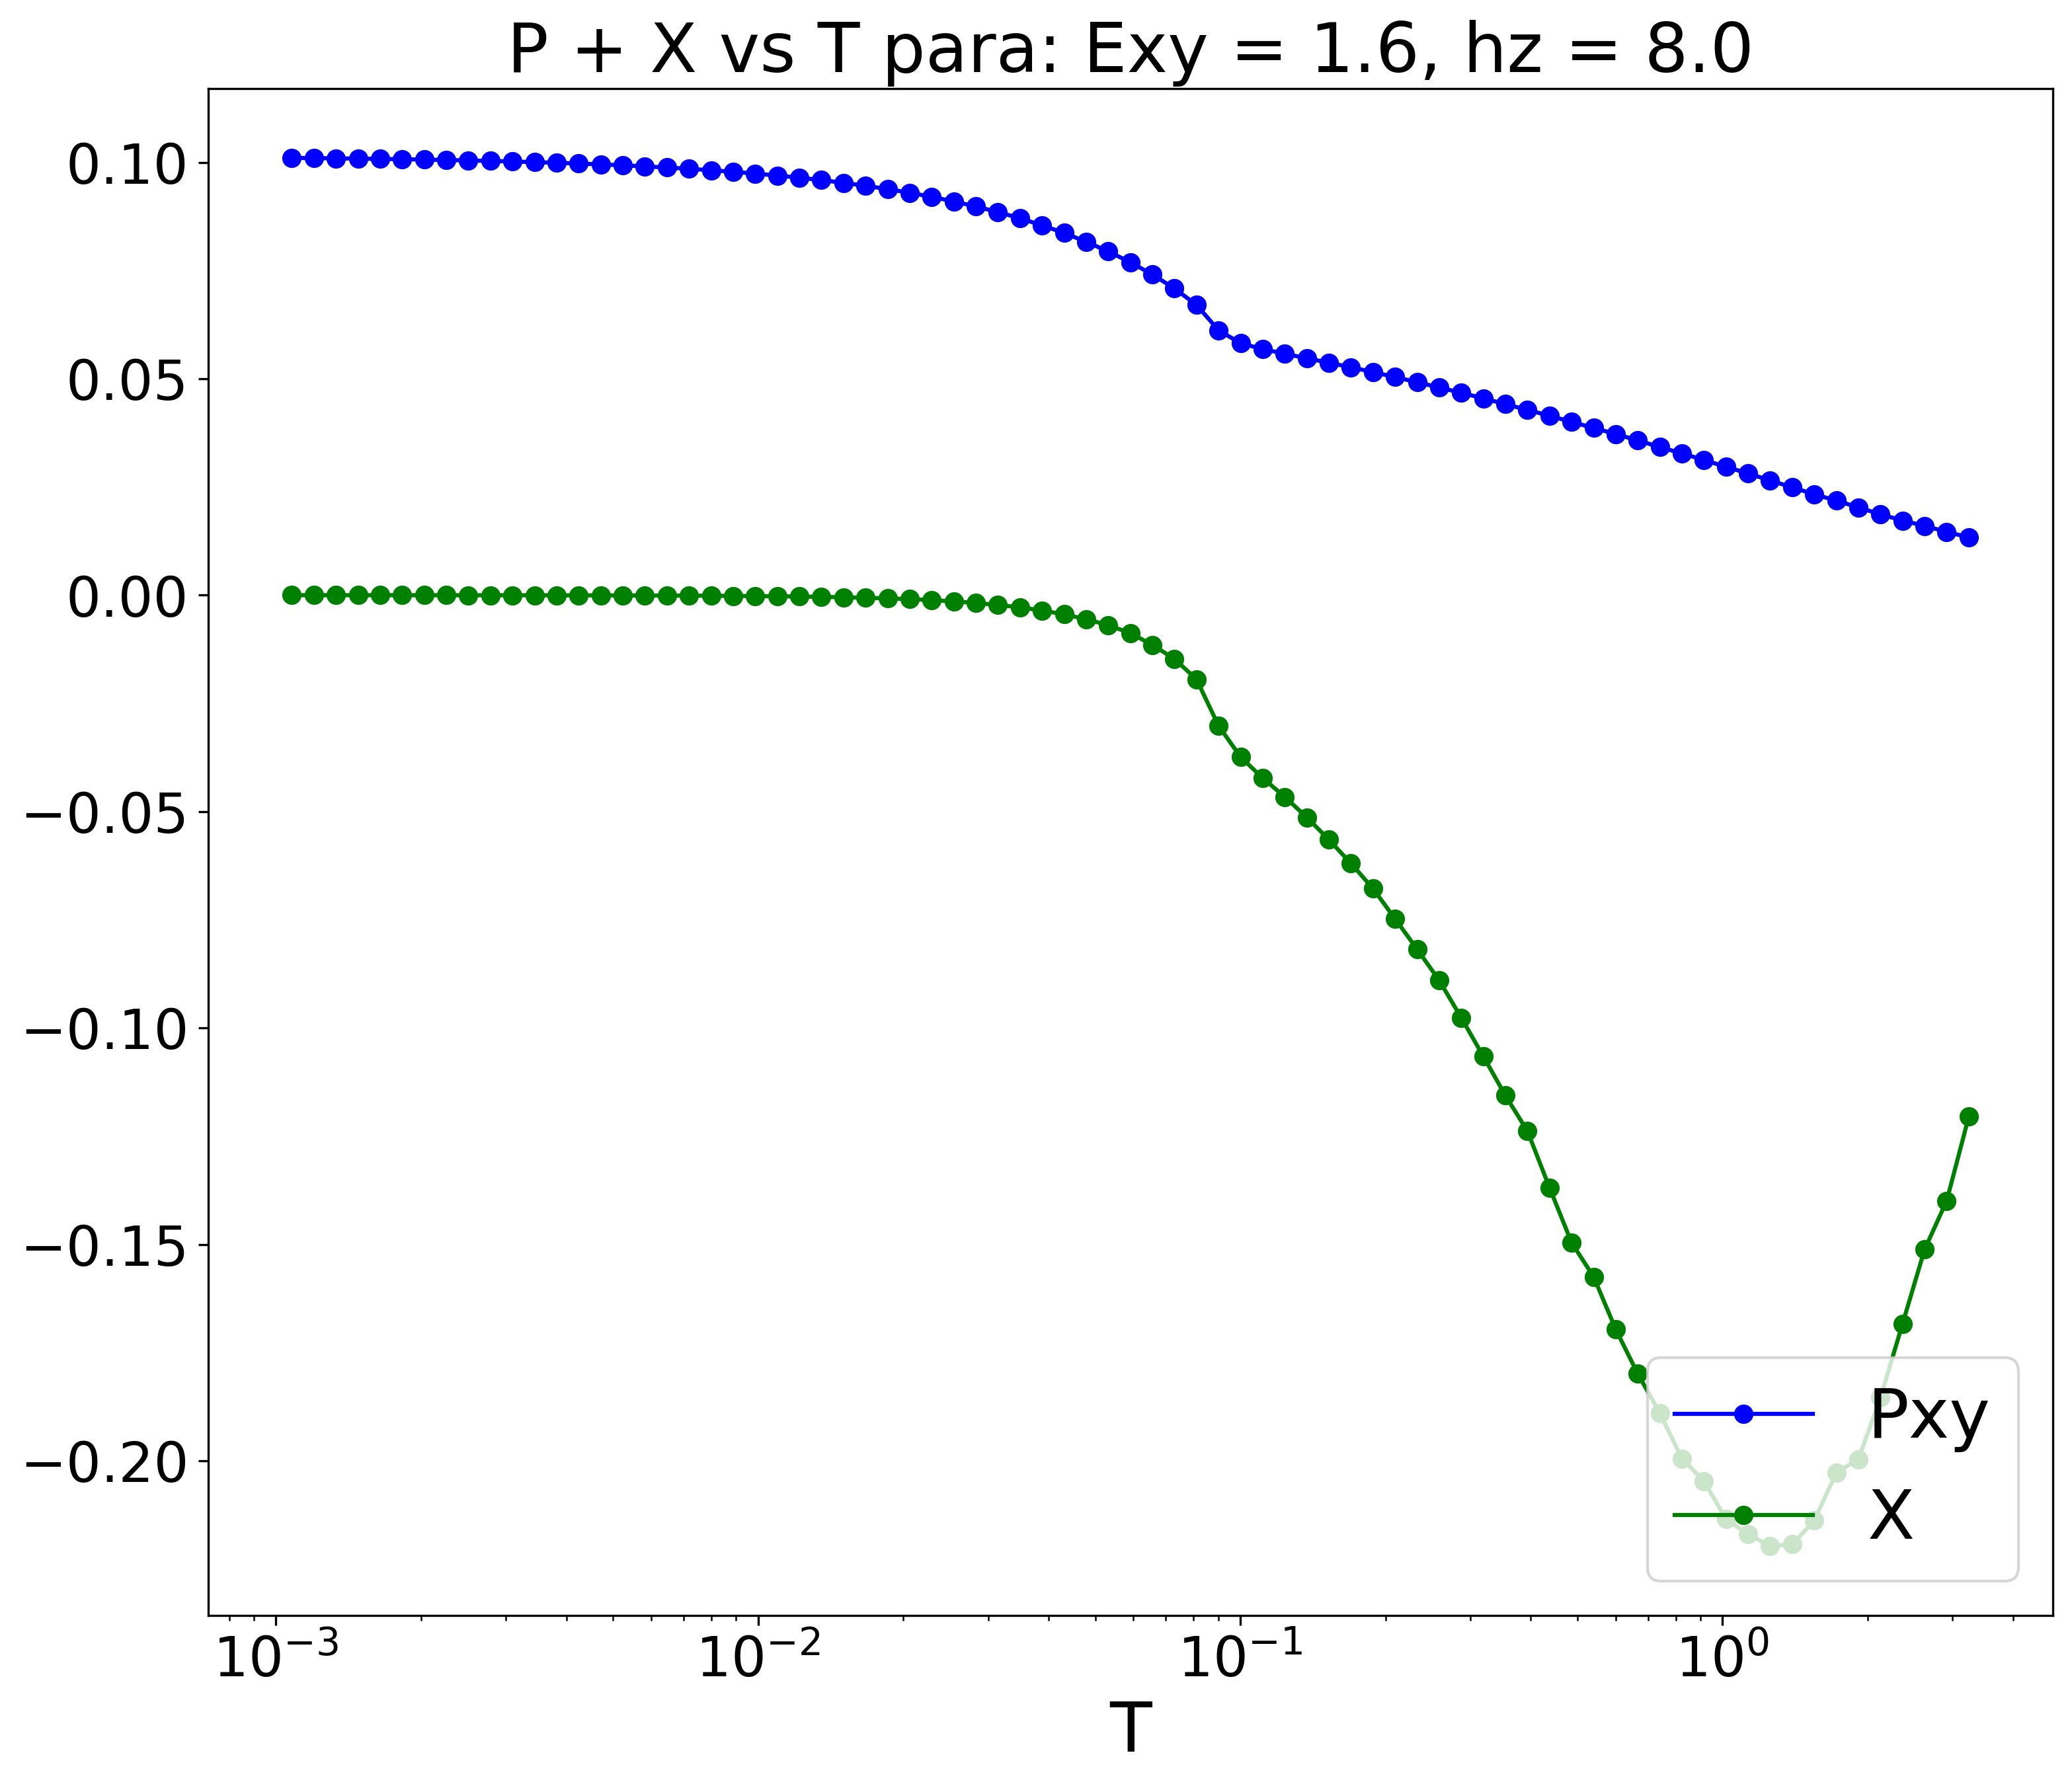 P + X vs T para: Exy = 1.6, hz = 8.0
0.10
0.05
0.00
−0.05
−0.10
−0.15
−0.20
Pxy
X
10⁻³ 10⁻² 10⁻¹ 10⁰
T